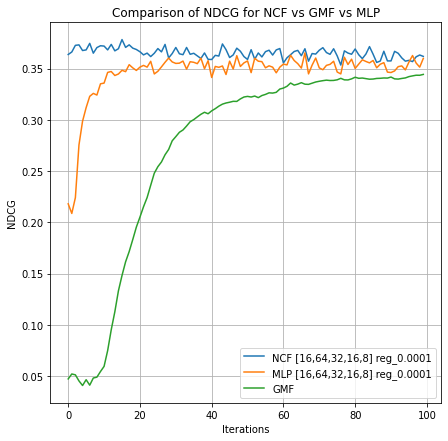 Comparison of NDCG for NCF vs GMF vs MLP
NDCG
0.35
0.30
0.25
0.20
0.15
0.10
0.05
NCF [16,64,32,16,8] reg_0.0001
MLP [16,64,32,16,8] reg_0.0001
GMF
0 20 40 60 80 100
Iterations